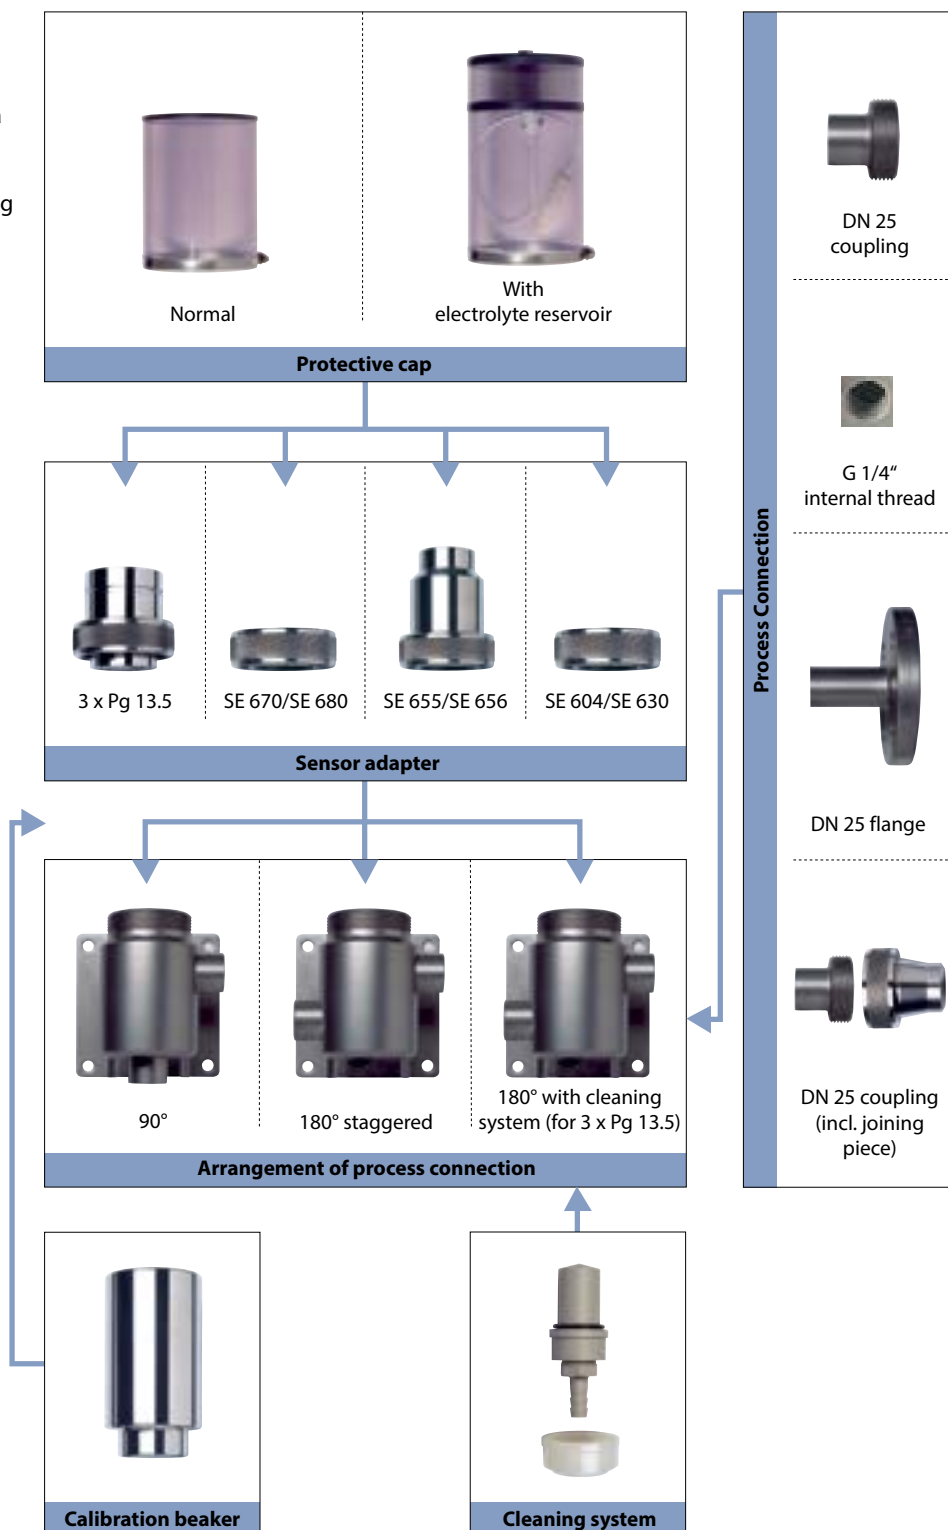 g
Normal
With
electrolyte reservoir
Protective cap
3 x Pg 13.5
SE 670/SE 680
SE 655/SE 656
SE 604/SE 630
Sensor adapter
90°
180° staggered
180° with cleaning
system (for 3 x Pg 13.5)
Arrangement of process connection
Calibration beaker
Cleaning system
Process Connection
DN 25
coupling
G 1/4“
internal thread
DN 25 flange
DN 25 coupling
(incl. joining
piece)